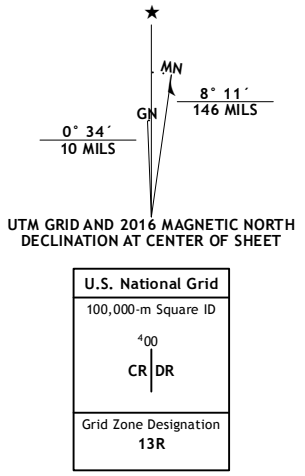 ★
MN
GN
8° 11´
146 MILS
0° 34´
10 MILS
UTM GRID AND 2016 MAGNETIC NORTH
DECLINATION AT CENTER OF SHEET
U.S. National Grid
100,000-m Square ID
⁴00
CR DR
Grid Zone Designation
13R